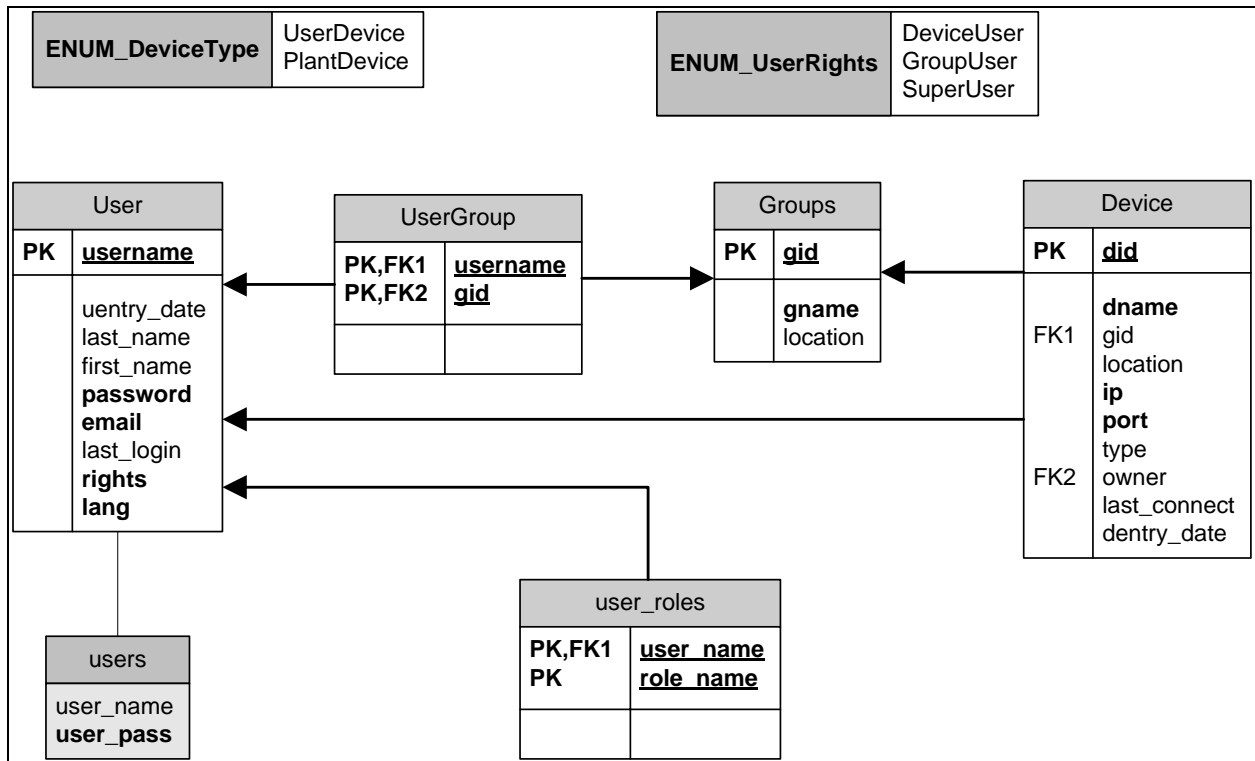 ENUM_DeviceType
UserDevice
PlantDevice
ENUM_UserRights
DeviceUser
GroupUser
SuperUser
User
PK username
uentry_date
last_name
first_name
password
email
last_login
rights
lang
UserGroup
PK,FK1 username
PK,FK2 gid
Groups
PK gid
gname
location
Device
PK did
dname
FK1 gid
location
ip
port
type
FK2 owner
last_connect
dentry_date
users
user_name
user_pass
user_roles
PK,FK1 user_name
PK role_name